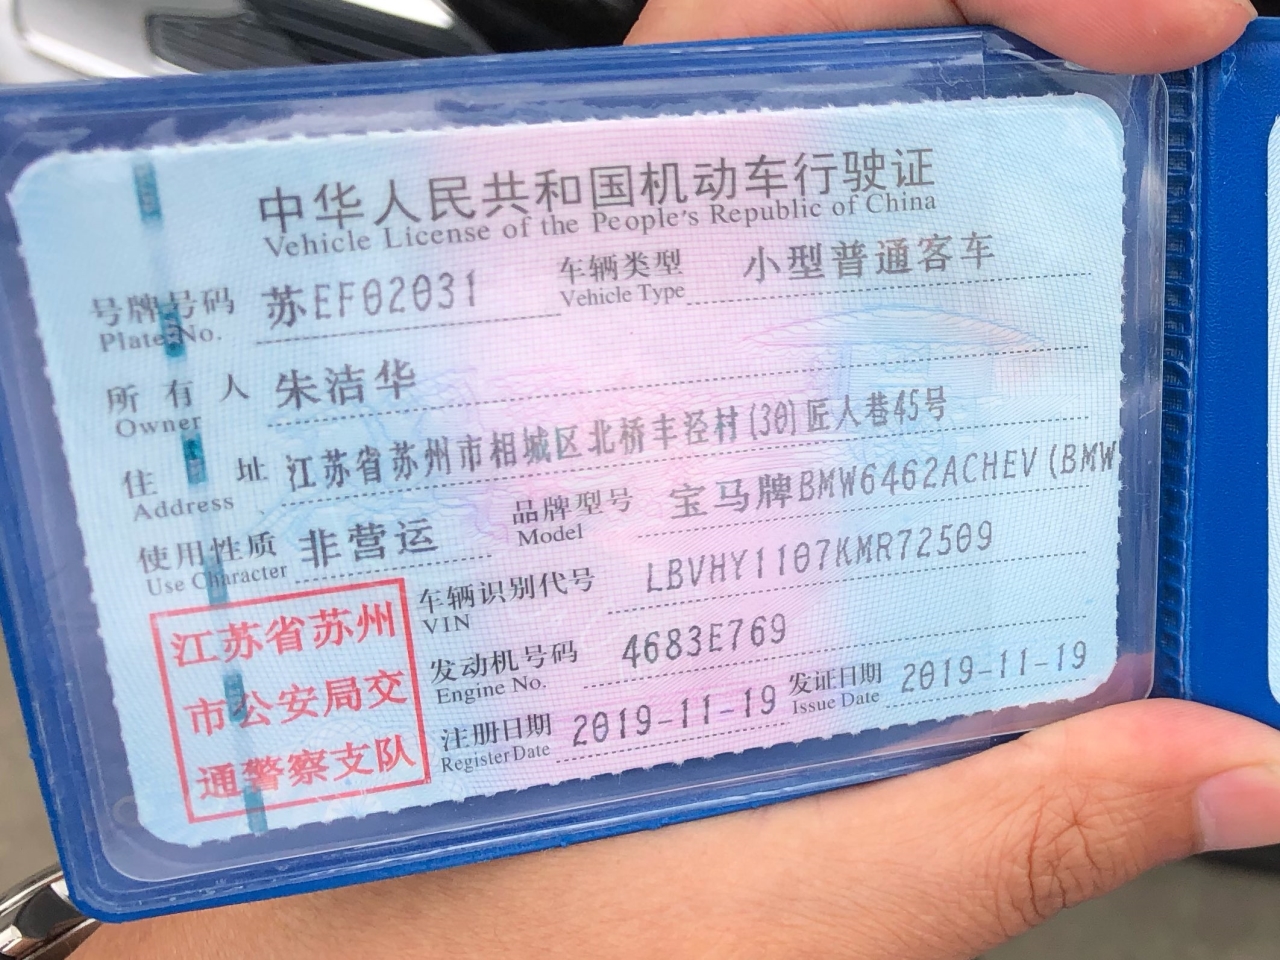 中华人民共和国机动车行驶证
Vehicle License of the People's Republic of China
号牌号码 苏EF02031 车辆类型 小型普通客车
Plate No. Vehicle Type
所有人 朱洁华
Owner
住址 江苏省苏州市相城区北桥丰泾村(30)匠人巷45号
Address
使用性质 非营运 品牌型号 宝马牌BMW6462ACHEV(BMW
Use Character Model
车辆识别代号 LBVHY1107KMR72509
VIN
发动机号码 4683E769
Engine No.
注册日期 2019-11-19 发证日期 2019-11-19
Register Date Issue Date
江苏省苏州
市公安局交
通警察支队